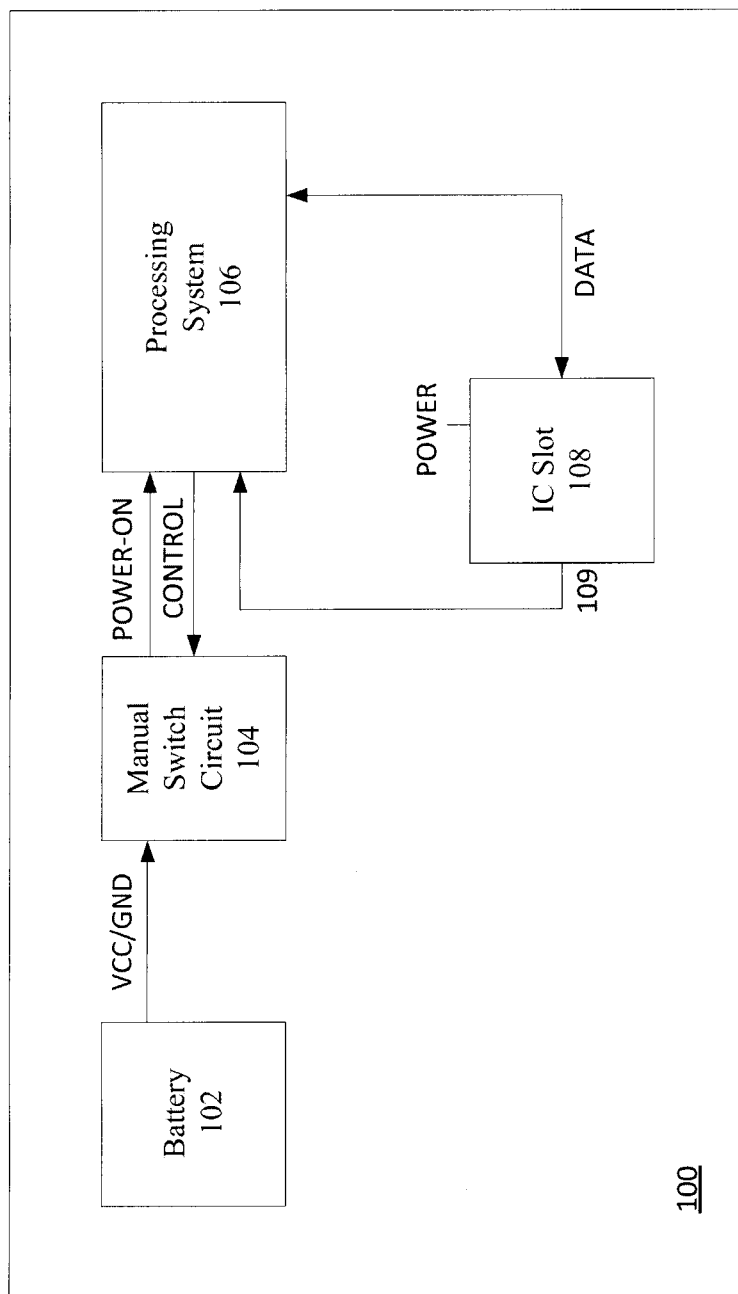 Battery
102
VCC/GND
Manual
Switch
Circuit
104
POWER-ON
CONTROL
Processing
System
106
109
POWER
IC Slot
108
DATA
100